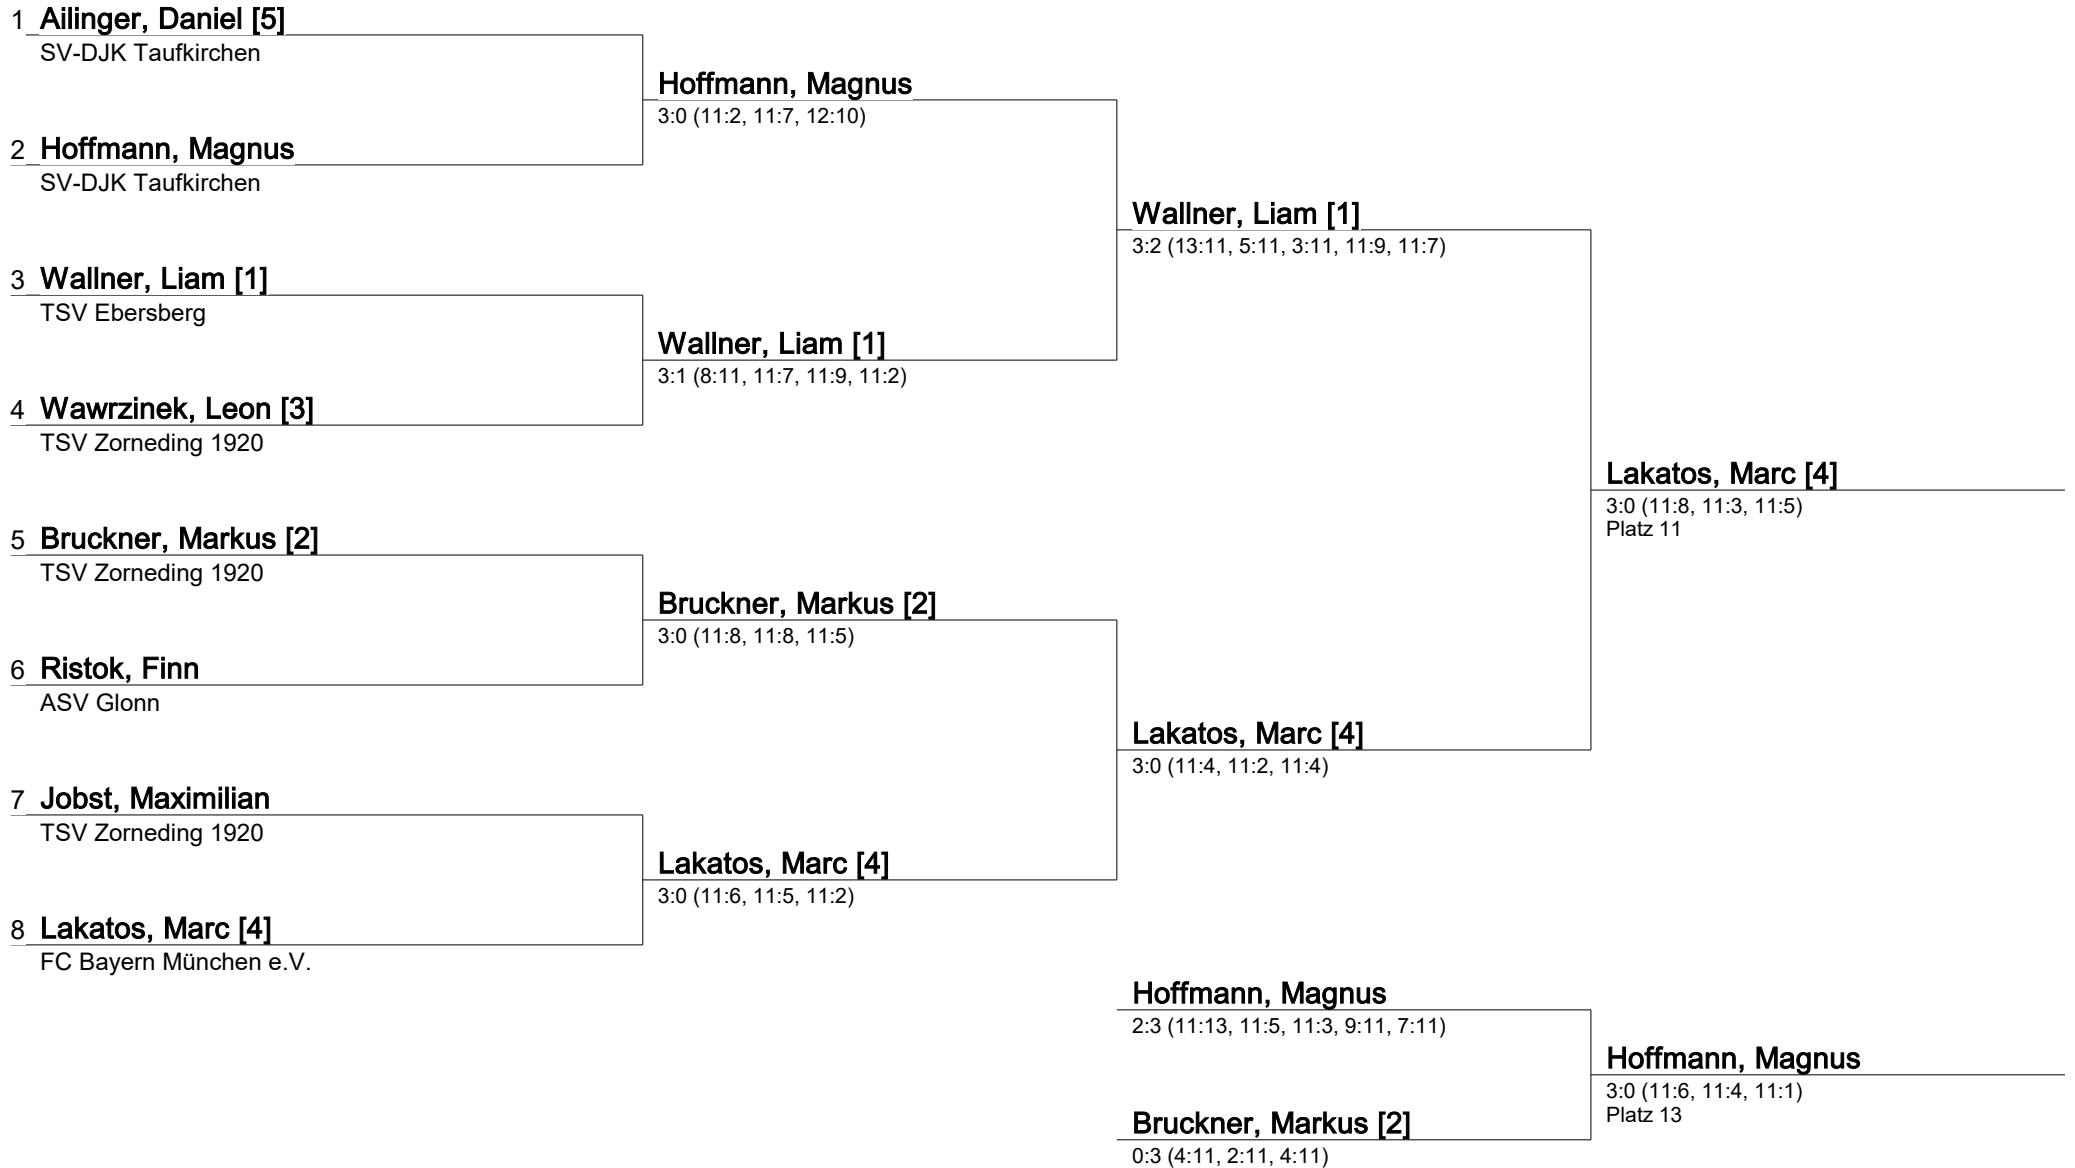 1 Ailinger, Daniel [5]
SV-DJK Taufkirchen
Hoffmann, Magnus
3:0 (11:2, 11:7, 12:10)
2 Hoffmann, Magnus
SV-DJK Taufkirchen
Wallner, Liam [1]
3:2 (13:11, 5:11, 3:11, 11:9, 11:7)
3 Wallner, Liam [1]
TSV Ebersberg
Wallner, Liam [1]
3:1 (8:11, 11:7, 11:9, 11:2)
4 Wawrzinek, Leon [3]
TSV Zorneding 1920
Lakatos, Marc [4]
3:0 (11:8, 11:3, 11:5)
Platz 11
5 Bruckner, Markus [2]
TSV Zorneding 1920
Bruckner, Markus [2]
3:0 (11:8, 11:8, 11:5)
6 Ristok, Finn
ASV Glonn
Lakatos, Marc [4]
3:0 (11:4, 11:2, 11:4)
7 Jobst, Maximilian
TSV Zorneding 1920
Lakatos, Marc [4]
3:0 (11:6, 11:5, 11:2)
8 Lakatos, Marc [4]
FC Bayern München e.V.
Hoffmann, Magnus
2:3 (11:13, 11:5, 11:3, 9:11, 7:11)
Hoffmann, Magnus
3:0 (11:6, 11:4, 11:1)
Platz 13
Bruckner, Markus [2]
0:3 (4:11, 2:11, 4:11)